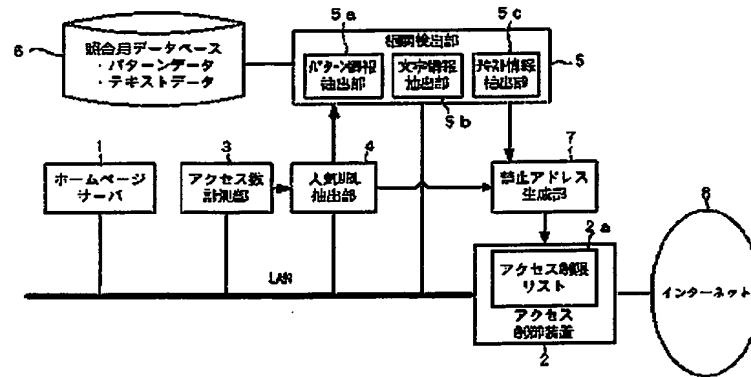 6
照合用データベース
・パターンデータ
・テキストデータ
5a
5c
検出部
パターン情報
抽出部
文字情報
抽出部
テキスト情報
抽出部
5
5b
1
ホームページ
サーバ
3
アクセス数
計測部
4
人気URL
抽出部
7
禁止アドレス
生成部
LAN
2a
アクセス制限
リスト
アクセス
制御装置
2
8
インターネット